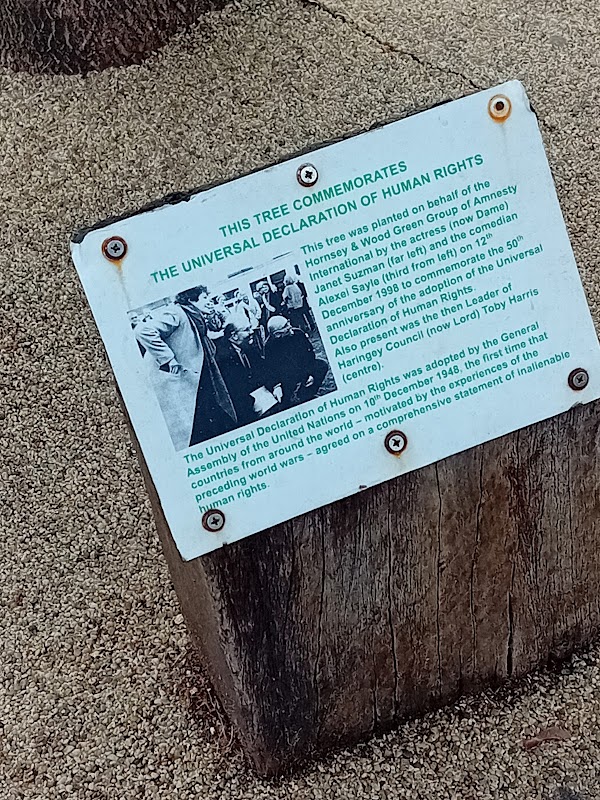 THIS TREE COMMEMORATES
THE UNIVERSAL DECLARATION OF HUMAN RIGHTS
This tree was planted on behalf of the
Hornsey & Wood Green Group of Amnesty
International by the actress (now Dame)
Janet Suzman (far left) and the comedian
Alexei Sayle (third from left) on 12th
December 1998 to commemorate the 50th
anniversary of the adoption of the Universal
Declaration of Human Rights.
Also present was the then Leader of
Haringey Council (now Lord) Toby Harris
(centre).
The Universal Declaration of Human Rights was adopted by the General
Assembly of the United Nations on 10th December 1948, the first time that
countries from around the world – motivated by the experiences of the
preceding world wars – agreed on a comprehensive statement of inalienable
human rights.